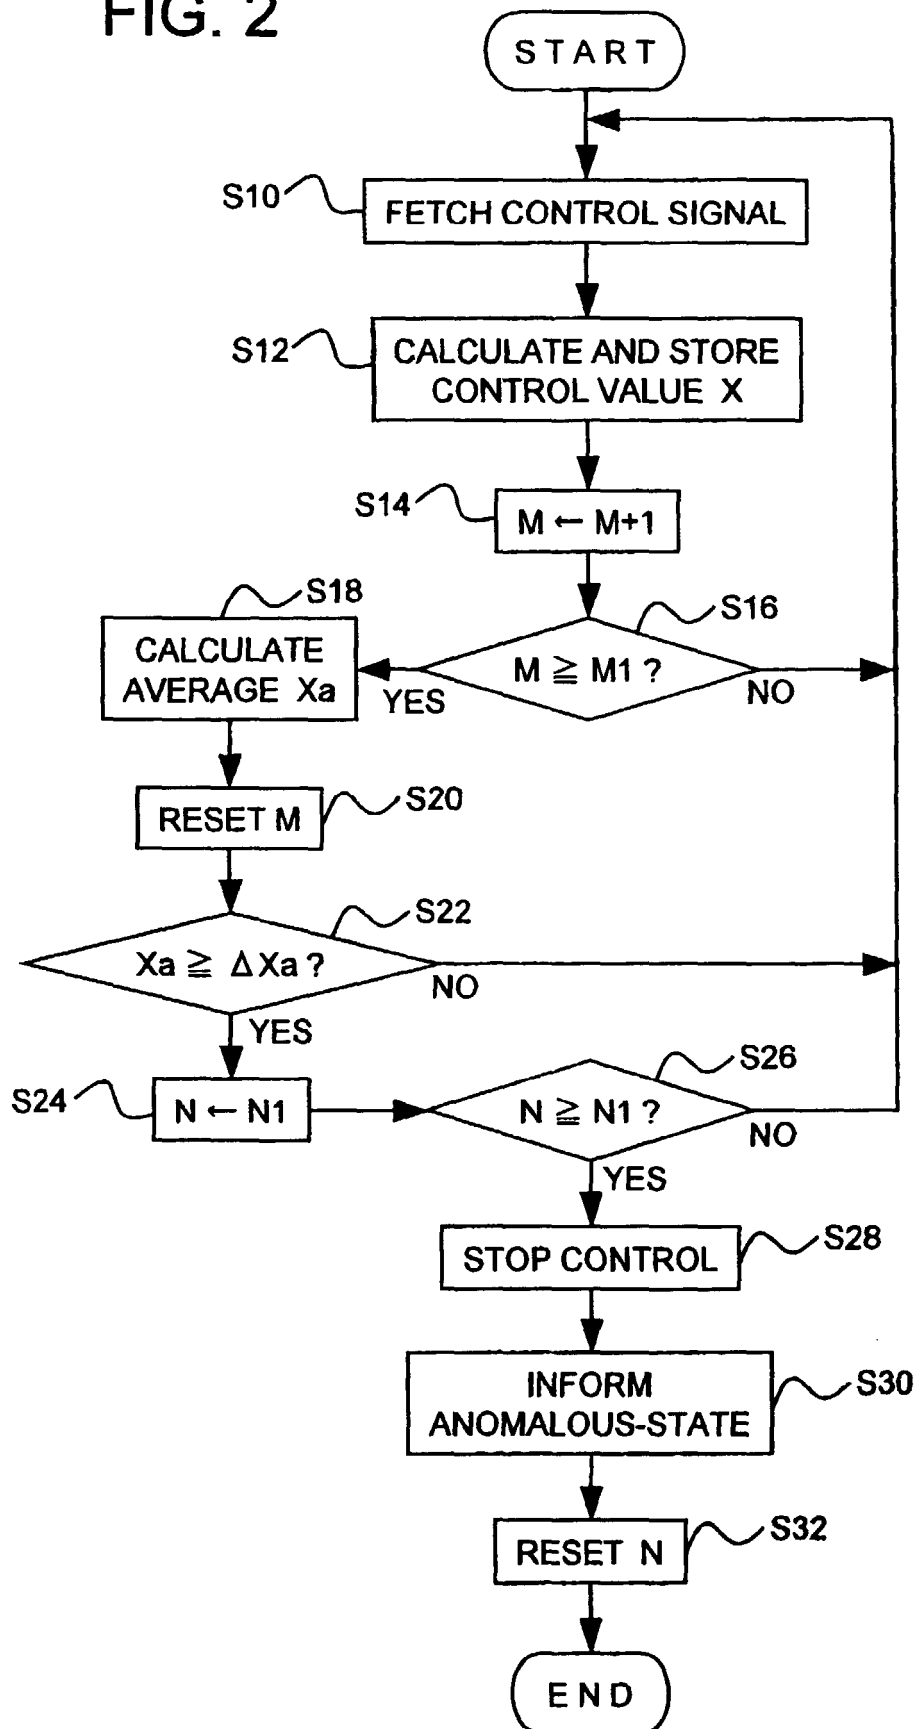 FIG. 2
START
S10
FETCH CONTROL SIGNAL
S12
CALCULATE AND STORE
CONTROL VALUE X
S14
M ← M+1
S16
M ≧ M1 ?
YES
NO
S18
CALCULATE
AVERAGE Xa
S20
RESET M
S22
Xa ≧ ΔXa ?
NO
YES
S24
N ← N1
S26
N ≧ N1 ?
NO
YES
S28
STOP CONTROL
S30
INFORM
ANOMALOUS-STATE
S32
RESET N
END